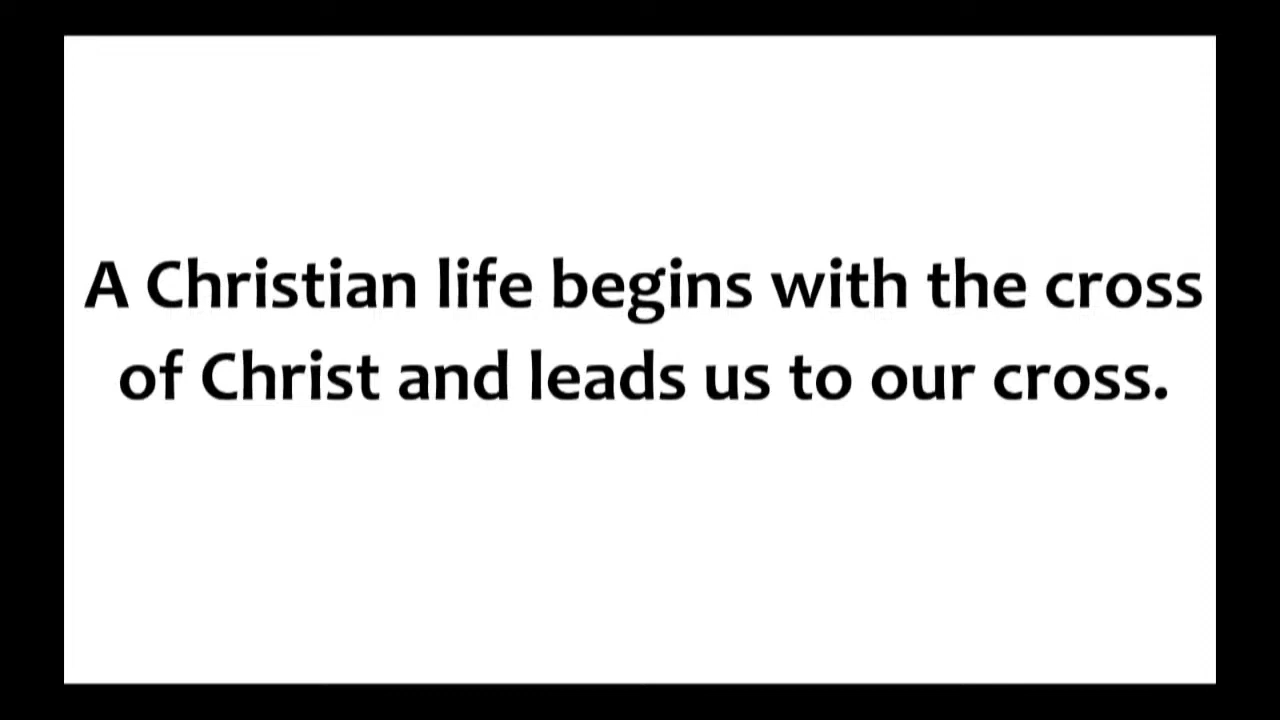 A Christian life begins with the cross
of Christ and leads us to our cross.